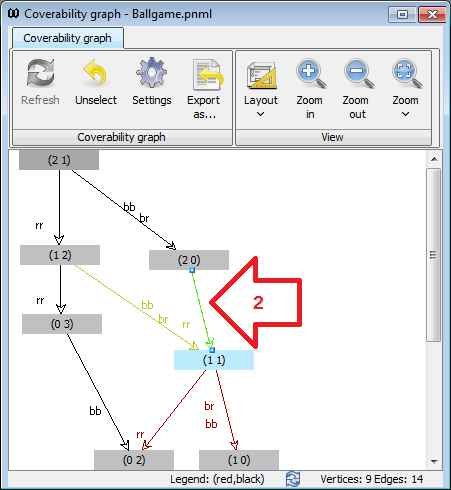 Coverability graph - Ballgame.pnml
Coverability graph
Refresh Unselect Settings Export as... Layout Zoom in Zoom out Zoom
Coverability graph View
(2 1)
bb
br
rr
(1 2)
(2 0)
rr
bb
br
rr
2
(0 3)
(1 1)
bb
br
bb
rr
(0 2)
(1 0)
Legend: (red,black) Vertices: 9 Edges: 14